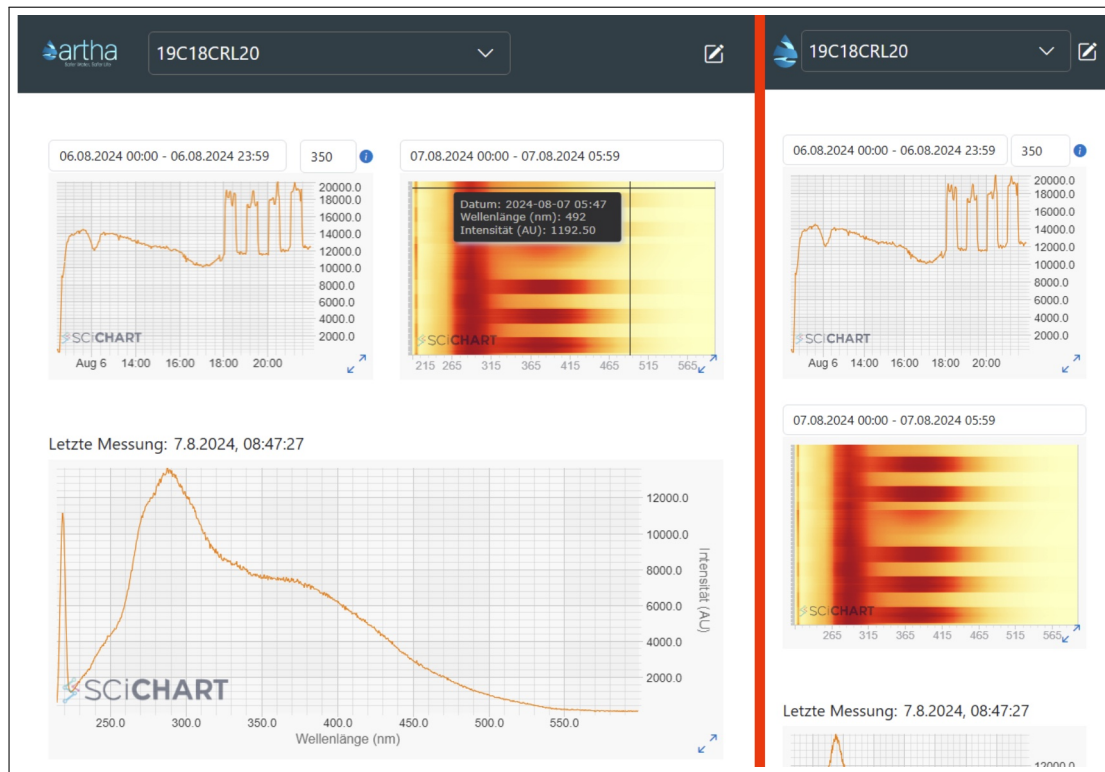 artha
19C18CRL20
06.08.2024 00:00 - 06.08.2024 23:59
350
07.08.2024 00:00 - 07.08.2024 05:59
20000.0
18000.0
16000.0
14000.0
12000.0
10000.0
8000.0
6000.0
4000.0
2000.0
SCiCHART
Aug 6 14:00 16:00 18:00 20:00
Datum: 2024-08-07 05:47
Wellenlänge (nm): 492
Intensität (AU): 1192.50
SCiCHART
215 265 315 365 415 465 515 565
Letzte Messung: 7.8.2024, 08:47:27
12000.0
10000.0
8000.0
6000.0
4000.0
2000.0
Intensität (AU)
SCiCHART
250.0 300.0 350.0 400.0 450.0 500.0 550.0
Wellenlänge (nm)
19C18CRL20
06.08.2024 00:00 - 06.08.2024 23:59
350
20000.0
18000.0
16000.0
14000.0
12000.0
10000.0
8000.0
6000.0
4000.0
2000.0
SCiCHART
Aug 6 14:00 16:00 18:00 20:00
07.08.2024 00:00 - 07.08.2024 05:59
SCiCHART
265 315 365 415 465 515 565
Letzte Messung: 7.8.2024, 08:47:27
12000.0